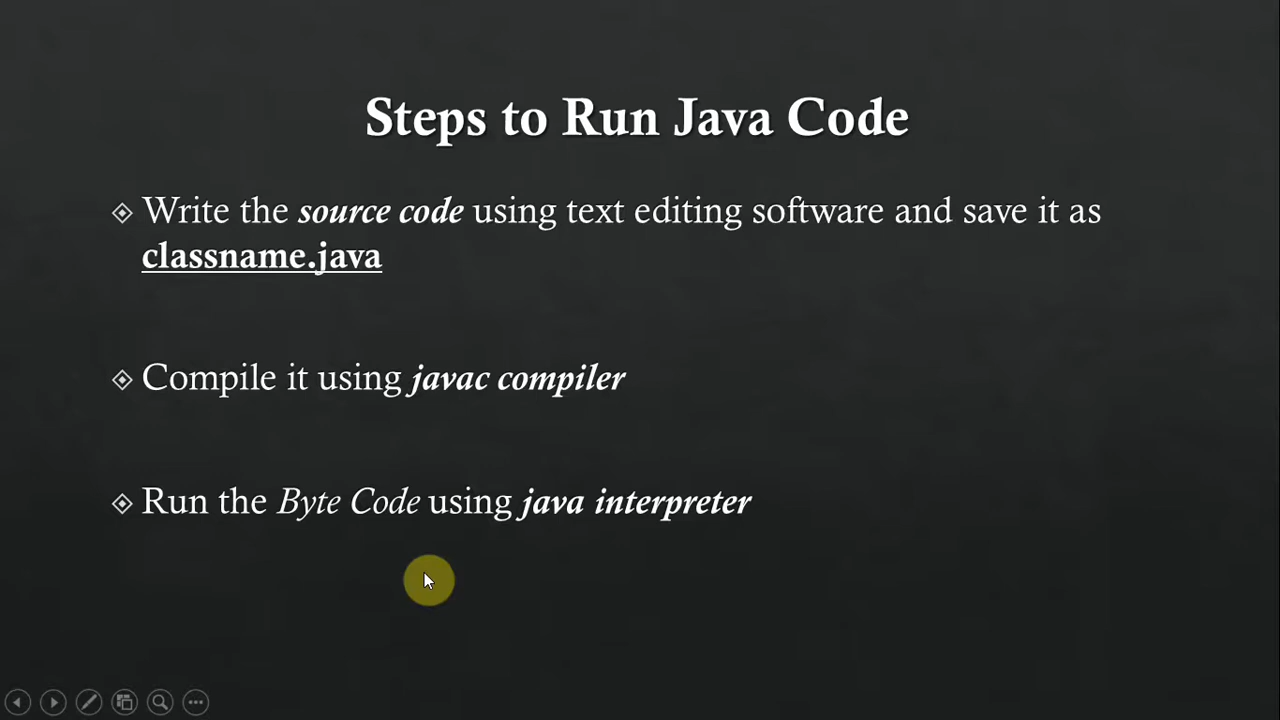 Steps to Run Java Code
Write the source code using text editing software and save it as
classname.java
Compile it using javac compiler
Run the Byte Code using java interpreter